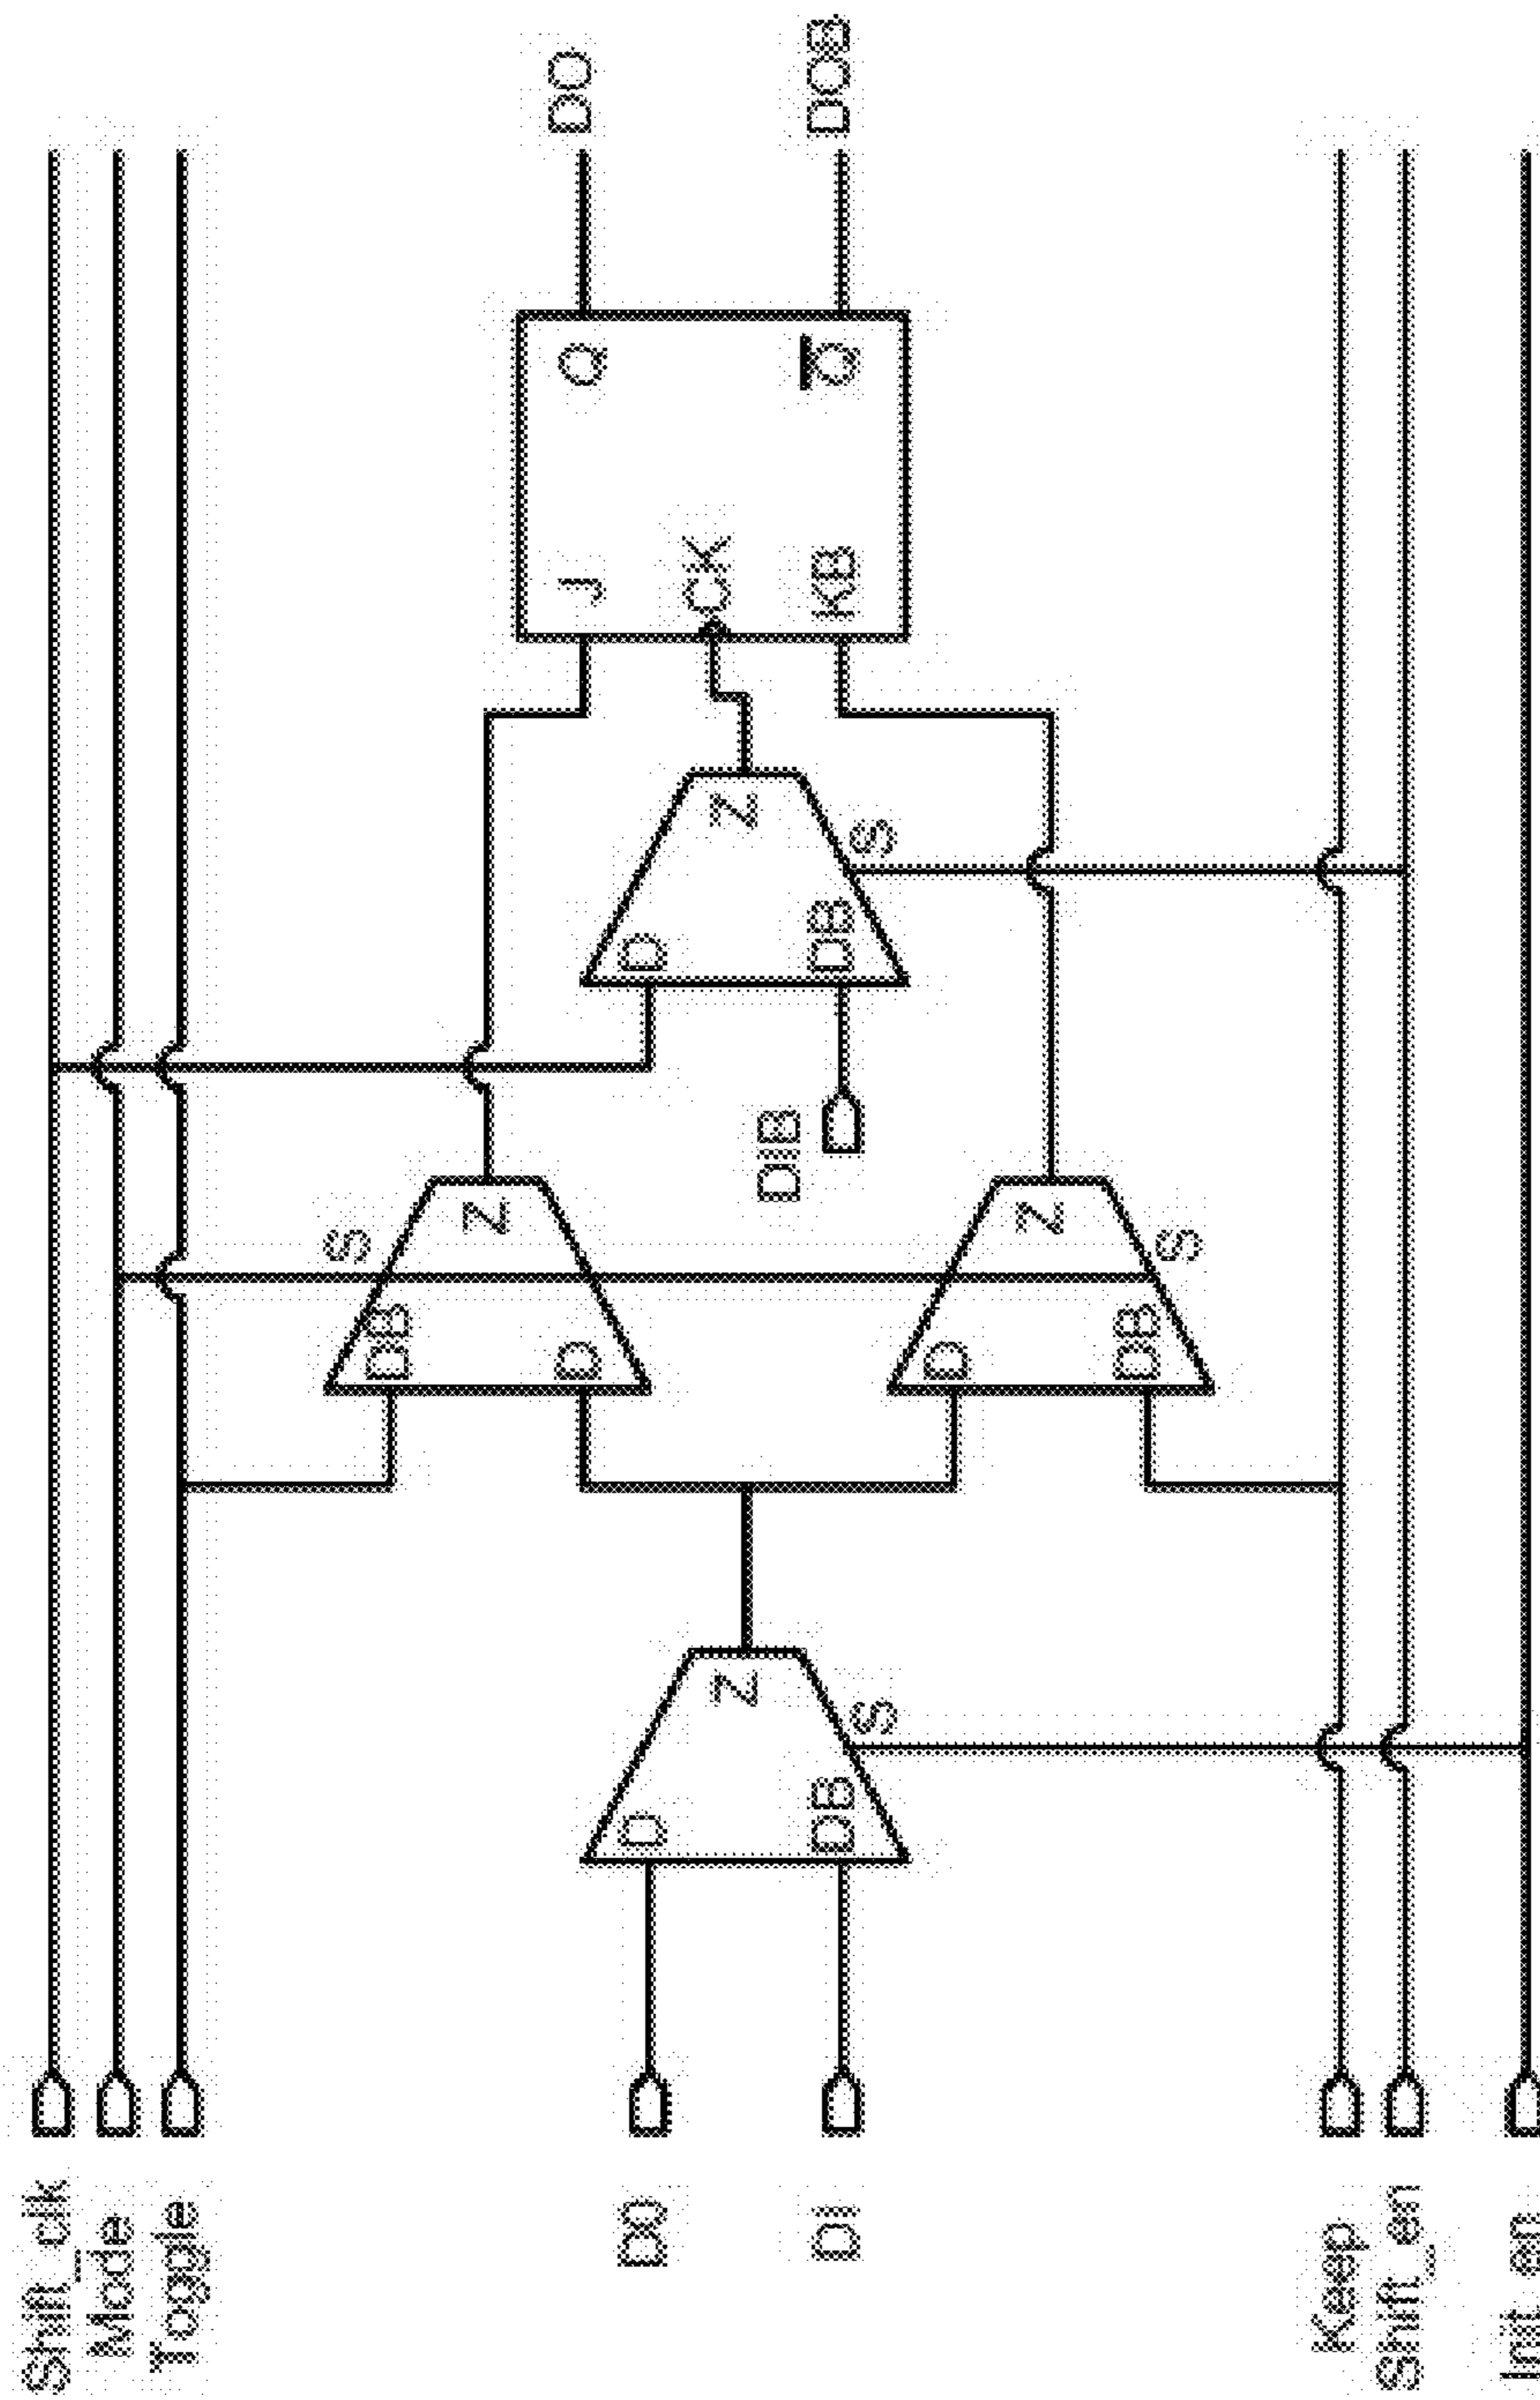 Shift_clk
Mode
Toggle
D0
DI
Keep
Shift_en
Init_en
D
DB
Z
S
DB
D
Z
S
D
DB
Z
S
DIB
D
DB
Z
S
J
CK
KB
Q
Q
DO
DOB